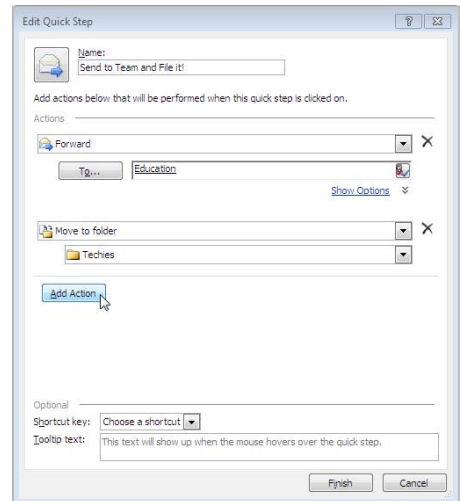 Edit Quick Step
Name:
Send to Team and File it!
Add actions below that will be performed when this quick step is clicked on.
Actions
Forward
To...
Education
Show Options
Move to folder
Techies
Add Action
Optional
Shortcut key: Choose a shortcut
Tooltip text: This text will show up when the mouse hovers over the quick step.
Finish Cancel